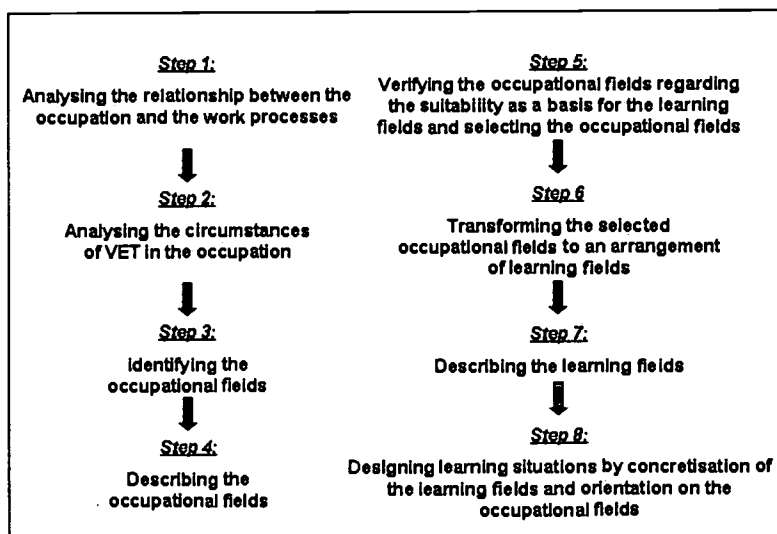 Step 1:
Analysing the relationship between the
occupation and the work processes
Step 2:
Analysing the circumstances
of VET in the occupation
Step 3:
Identifying the
occupational fields
Step 4:
Describing the
occupational fields
Step 5:
Verifying the occupational fields regarding
the suitability as a basis for the learning
fields and selecting the occupational fields
Step 6
Transforming the selected
occupational fields to an arrangement
of learning fields
Step 7:
Describing the learning fields
Step 8:
Designing learning situations by concretisation of
the learning fields and orientation on the
occupational fields